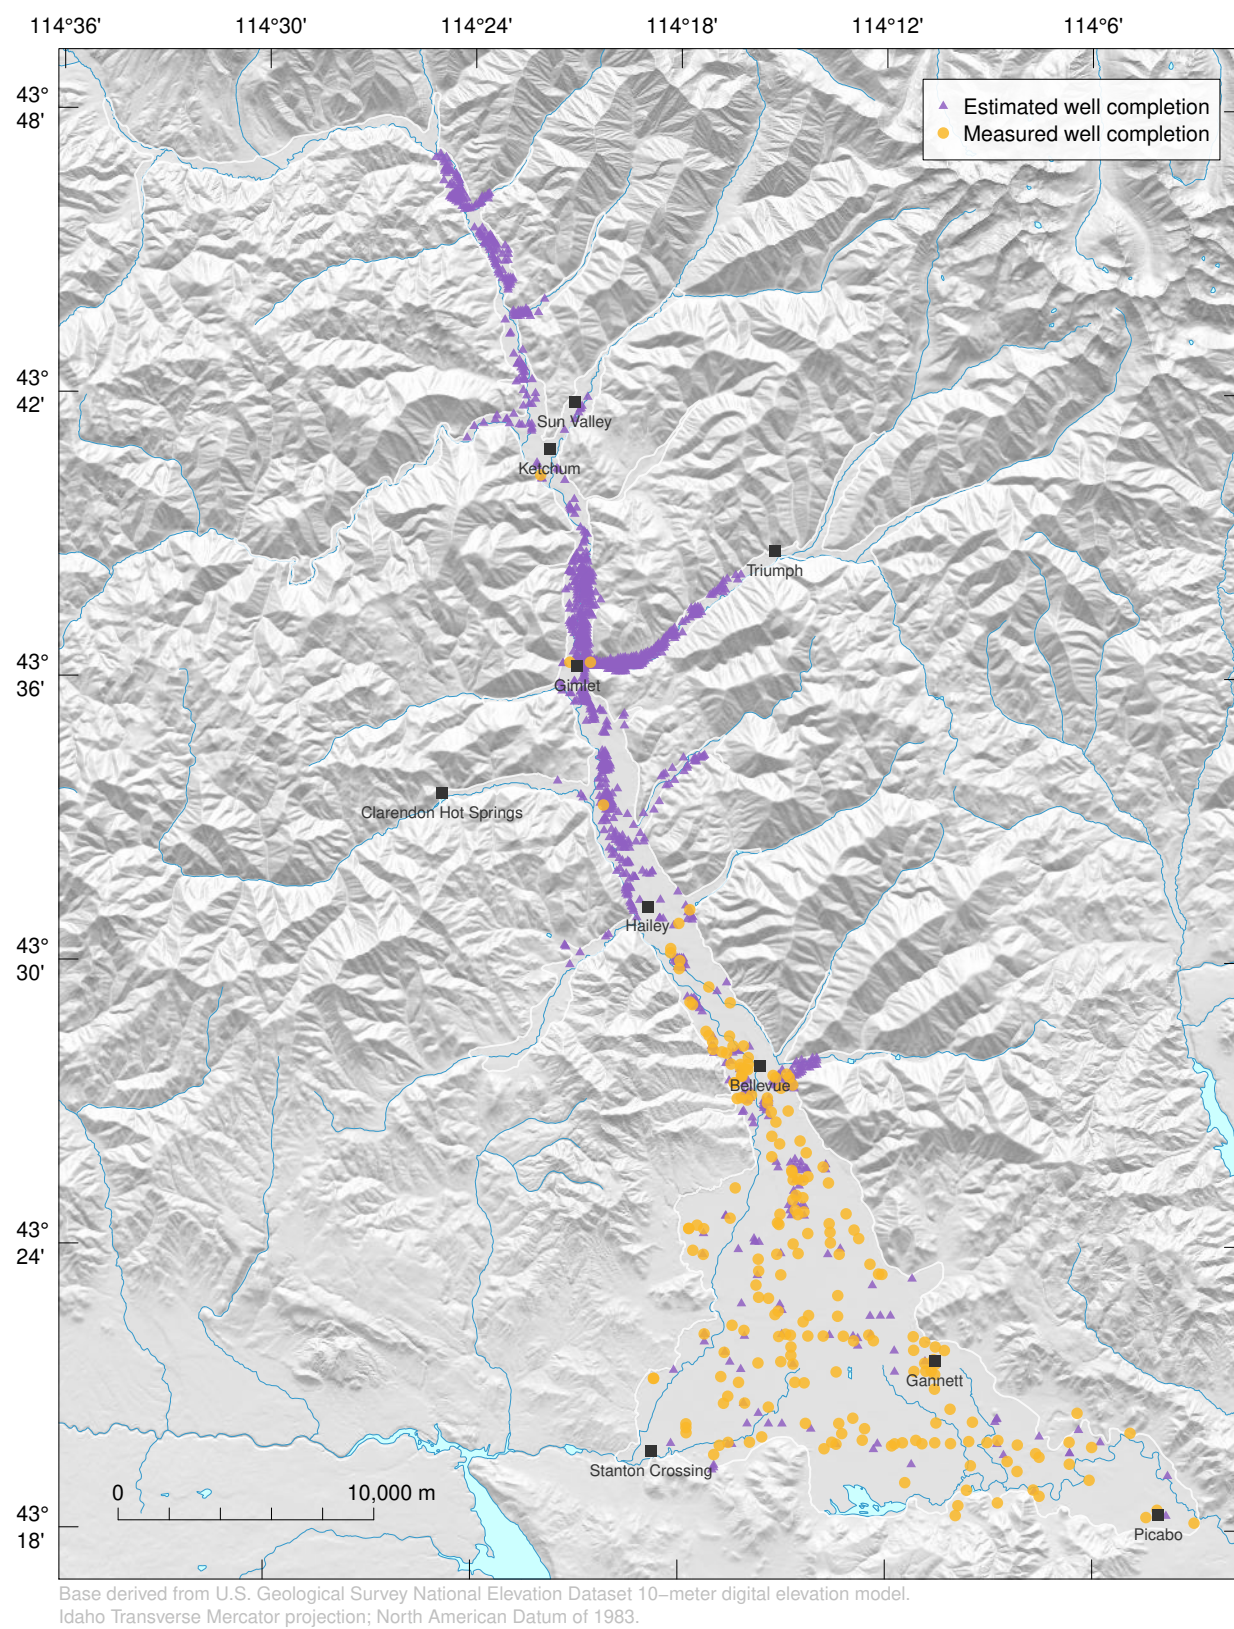 114°36' 114°30' 114°24' 114°18' 114°12' 114°6'
43°
48'
Estimated well completion
Measured well completion
43°
42'
Sun Valley
Ketchum
Triumph
43°
36'
Gimlet
Clarendon Hot Springs
Hailey
43°
30'
Bellevue
43°
24'
Gannett
Stanton Crossing
0 10,000 m
43°
18'
Picabo
Base derived from U.S. Geological Survey National Elevation Dataset 10−meter digital elevation model.
Idaho Transverse Mercator projection; North American Datum of 1983.